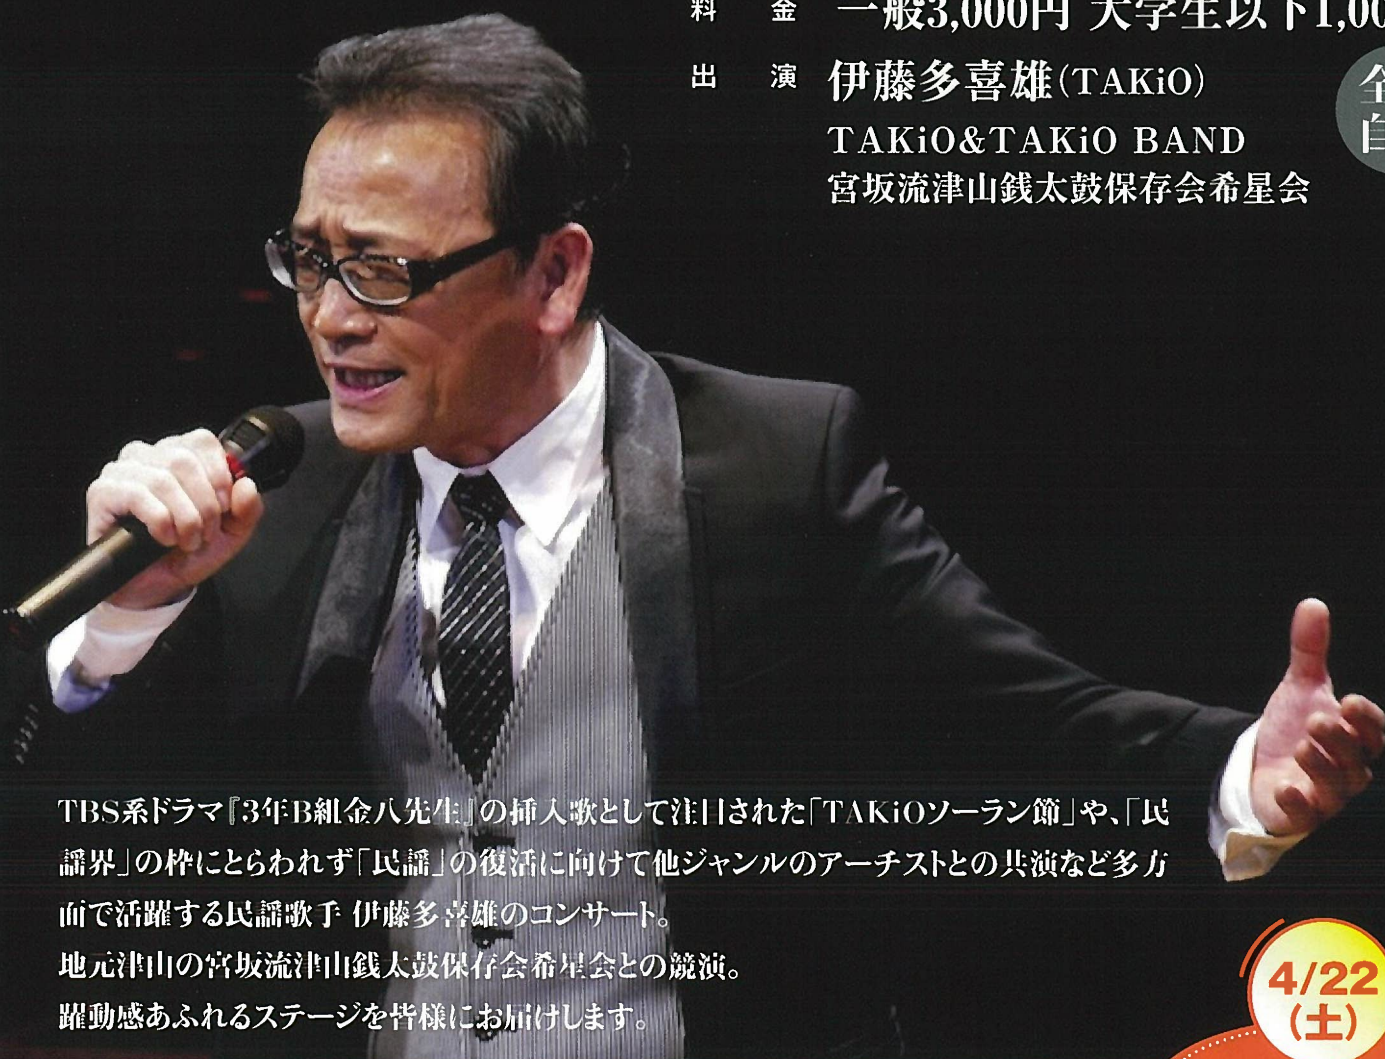 料 金 一般3,000円 大学生以下1,00
出 演 伊藤多喜雄(TAKiO)
TAKiO&TAKiO BAND
宮坂流津山銭太鼓保存会希星会
全
自
TBS系ドラマ『3年B組金八先生』の挿入歌として注目された「TAKiOソーラン節」や、「民
謡界」の枠にとらわれず「民謡」の復活に向けて他ジャンルのアーチストとの共演など多方
面で活躍する民謡歌手 伊藤多喜雄のコンサート。
地元津山の宮坂流津山銭太鼓保存会希星会との競演。
躍動感あふれるステージを皆様にお届けします。
4/22
(土)